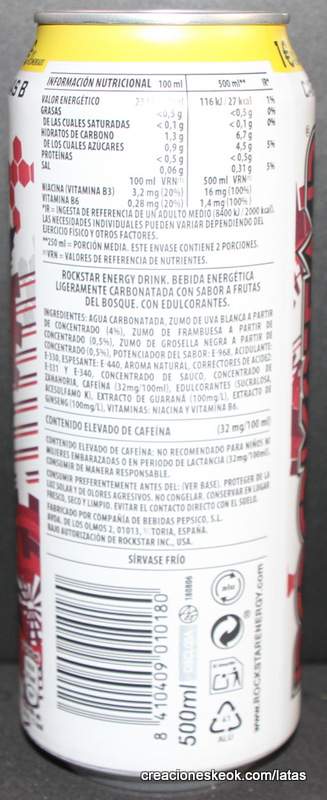 INFORMACIÓN NUTRICIONAL 100 ml 500 ml** IR*
VALOR ENERGÉTICO 116 kJ / 27 kcal 1%
GRASAS <0,5 g <0,5 g 0%
DE LAS CUALES SATURADAS <0,1 g <0,1 g 0%
HIDRATOS DE CARBONO 1,3 g 6,7 g
DE LOS CUALES AZÚCARES 0,9 g 4,5 g 5%
PROTEÍNAS <0,5 g <0,5 g
SAL 0,06 g 0,31 g 5%
100 ml VRN 500 ml VRN
NIACINA (VITAMINA B3) 3,2 mg (20%) 16 mg (100%)
VITAMINA B6 0,28 mg (20%) 1,4 mg (100%)
*IR = INGESTA DE REFERENCIA DE UN ADULTO MEDIO (8400 kJ / 2000 kcal).
LAS NECESIDADES INDIVIDUALES PUEDEN VARIAR DEPENDIENDO DEL
EJERCICIO FÍSICO Y OTROS FACTORES.
**250 ml = PORCIÓN MEDIA. ESTE ENVASE CONTIENE 2 PORCIONES.
VRN = VALORES DE REFERENCIA DE NUTRIENTES.
ROCKSTAR ENERGY DRINK. BEBIDA ENERGÉTICA
LIGERAMENTE CARBONATADA CON SABOR A FRUTAS
DEL BOSQUE. CON EDULCORANTES.
INGREDIENTES: AGUA CARBONATADA, ZUMO DE UVA BLANCA A PARTIR
DE CONCENTRADO (4%), ZUMO DE FRAMBUESA A PARTIR
DE CONCENTRADO (0,5%), ZUMO DE GROSELLA NEGRA A PARTIR
DE CONCENTRADO (0,5%), POTENCIADOR DEL SABOR: E-968, ACIDULANTE:
E-330, ESPESANTE: E-440, AROMA NATURAL, CORRECTORES DE ACIDEZ:
E-331 Y E-340, CONCENTRADO DE SAÚCO, CONCENTRADO DE
ZANAHORIA, CAFEÍNA (32mg/100ml), EDULCORANTES (SUCRALOSA,
ACESULFAMO K), EXTRACTO DE GUARANÁ (100mg/L), EXTRACTO DE
GINSENG (100mg/L), VITAMINAS: NIACINA Y VITAMINA B6.
CONTENIDO ELEVADO DE CAFEÍNA (32 mg/100 ml)
CONTENIDO ELEVADO DE CAFEÍNA: NO RECOMENDADO PARA NIÑOS NI
MUJERES EMBARAZADAS O EN PERIODO DE LACTANCIA (32mg/100ml).
CONSUMIR DE MANERA RESPONSABLE.
CONSUMIR PREFERENTEMENTE ANTES DEL: (VER BASE). PROTEGER DE LA
LUZ SOLAR Y DE OLORES AGRESIVOS. NO CONGELAR. CONSERVAR EN LUGAR
FRESCO, SECO Y LIMPIO. EVITAR EL CONTACTO DIRECTO CON EL SUELO.
FABRICADO POR COMPAÑÍA DE BEBIDAS PEPSICO, S.L.
AVDA. DE LOS OLMOS 2, 01013, VITORIA, ESPAÑA.
BAJO AUTORIZACIÓN DE ROCKSTAR INC., USA.
SÍRVASE FRÍO
8 410409 010180
500ml
180806
WWW.ROCKSTARENERGY.COM
41
ALU
creacioneskeok.com/latas